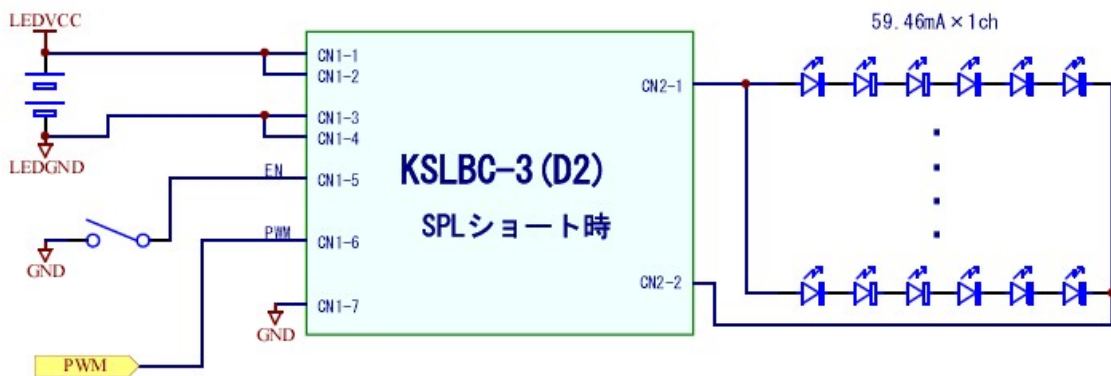 LEDVCC
59.46mA×1ch
CN1-1
CN1-2
CN2-1
CN1-3
CN1-4
LEDGND
EN
CN1-5
KSLBC-3(D2)
SPLショート時
PWM
CN1-6
GND
CN2-2
CN1-7
GND
PWM